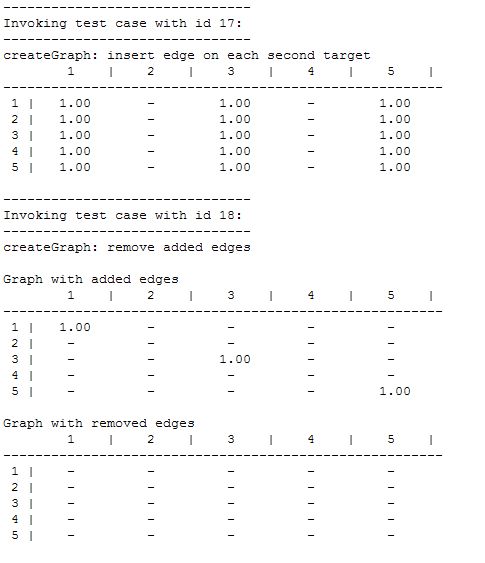 -------------------------------
Invoking test case with id 17:
-------------------------------
createGraph: insert edge on each second target
        1    |    2    |    3    |    4    |    5    |
-------------------------------------------------------
 1 |   1.00       -        1.00       -        1.00
 2 |   1.00       -        1.00       -        1.00
 3 |   1.00       -        1.00       -        1.00
 4 |   1.00       -        1.00       -        1.00
 5 |   1.00       -        1.00       -        1.00
-------------------------------
Invoking test case with id 18:
-------------------------------
createGraph: remove added edges
Graph with added edges
        1    |    2    |    3    |    4    |    5    |
-------------------------------------------------------
 1 |   1.00       -         -         -         -
 2 |    -         -         -         -         -
 3 |    -         -        1.00       -         -
 4 |    -         -         -         -         -
 5 |    -         -         -         -        1.00
Graph with removed edges
        1    |    2    |    3    |    4    |    5    |
-------------------------------------------------------
 1 |    -         -         -         -         -
 2 |    -         -         -         -         -
 3 |    -         -         -         -         -
 4 |    -         -         -         -         -
 5 |    -         -         -         -         -